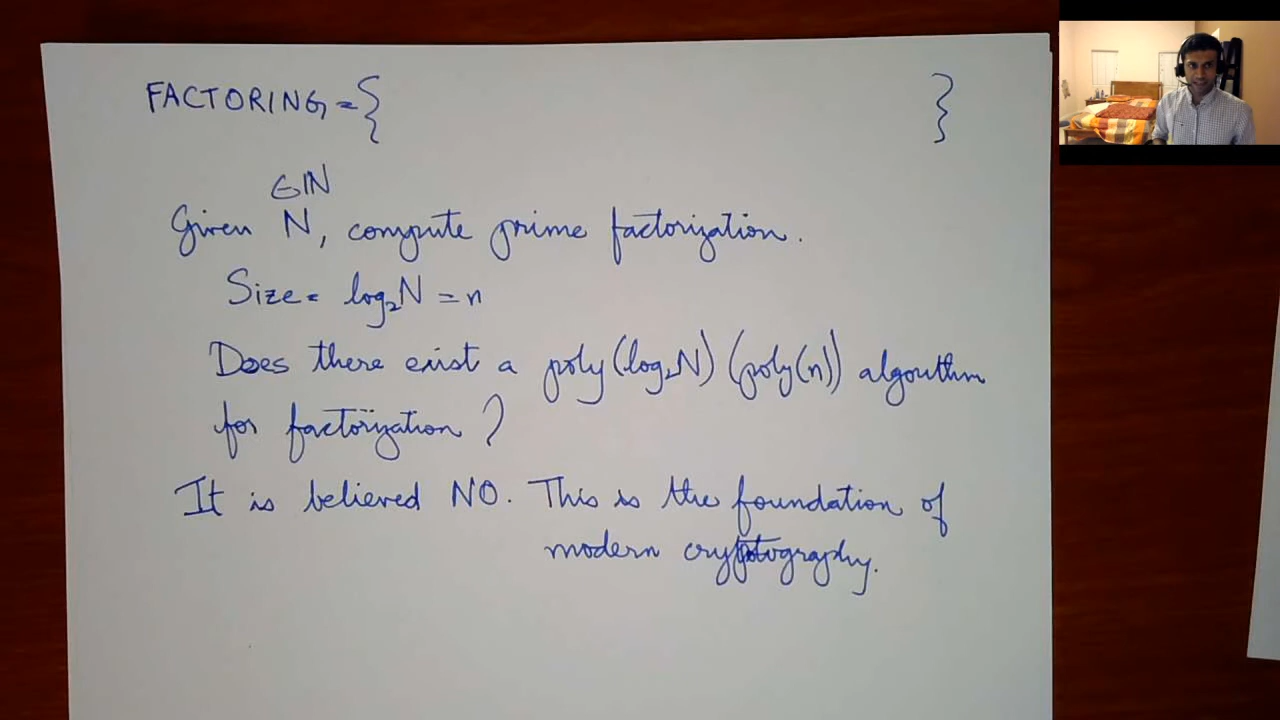 FACTORING = { }
∈ ℕ
Given N, compute prime factorization.
Size = log₂N = n
Does there exist a poly(log₂N) (poly(n)) algorithm
for factorization ?
It is believed NO. This is the foundation of
modern cryptography.